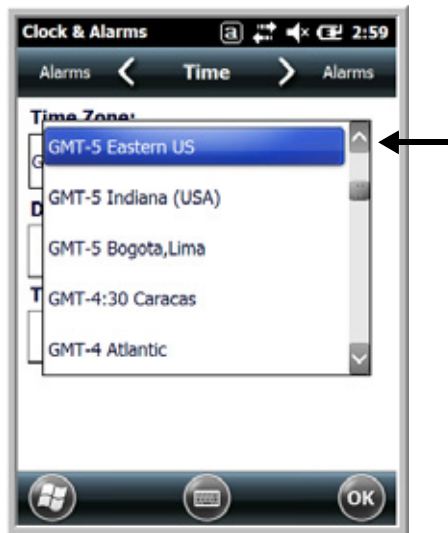 Clock & Alarms a 2:59
Alarms Time Alarms
Time Zone:
G
GMT-5 Eastern US
D
GMT-5 Indiana (USA)
GMT-5 Bogota,Lima
T
GMT-4:30 Caracas
GMT-4 Atlantic
OK